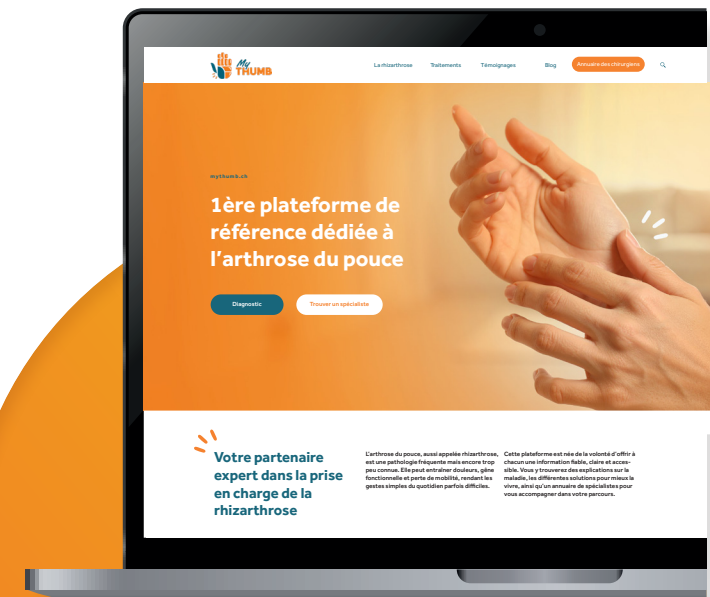 My
THUMB
La rhizarthrose Traitements Témoignages Blog Annuaire des chirurgiens
mythumb.ch
1ère plateforme de
référence dédiée à
l'arthrose du pouce
Diagnostic Trouver un spécialiste
Votre partenaire
expert dans la prise
en charge de la
rhizarthrose
L'arthrose du pouce, aussi appelée rhizarthrose,
est une pathologie fréquente mais encore trop
peu connue. Elle peut entraîner douleurs, gêne
fonctionnelle et perte de mobilité, rendant les
gestes simples du quotidien parfois difficiles.
Cette plateforme est née de la volonté d'offrir à
chacun une information fiable, claire et acces-
sible. Vous y trouverez des explications sur la
maladie, les différentes solutions pour mieux la
vivre, ainsi qu'un annuaire de spécialistes pour
vous accompagner dans votre parcours.